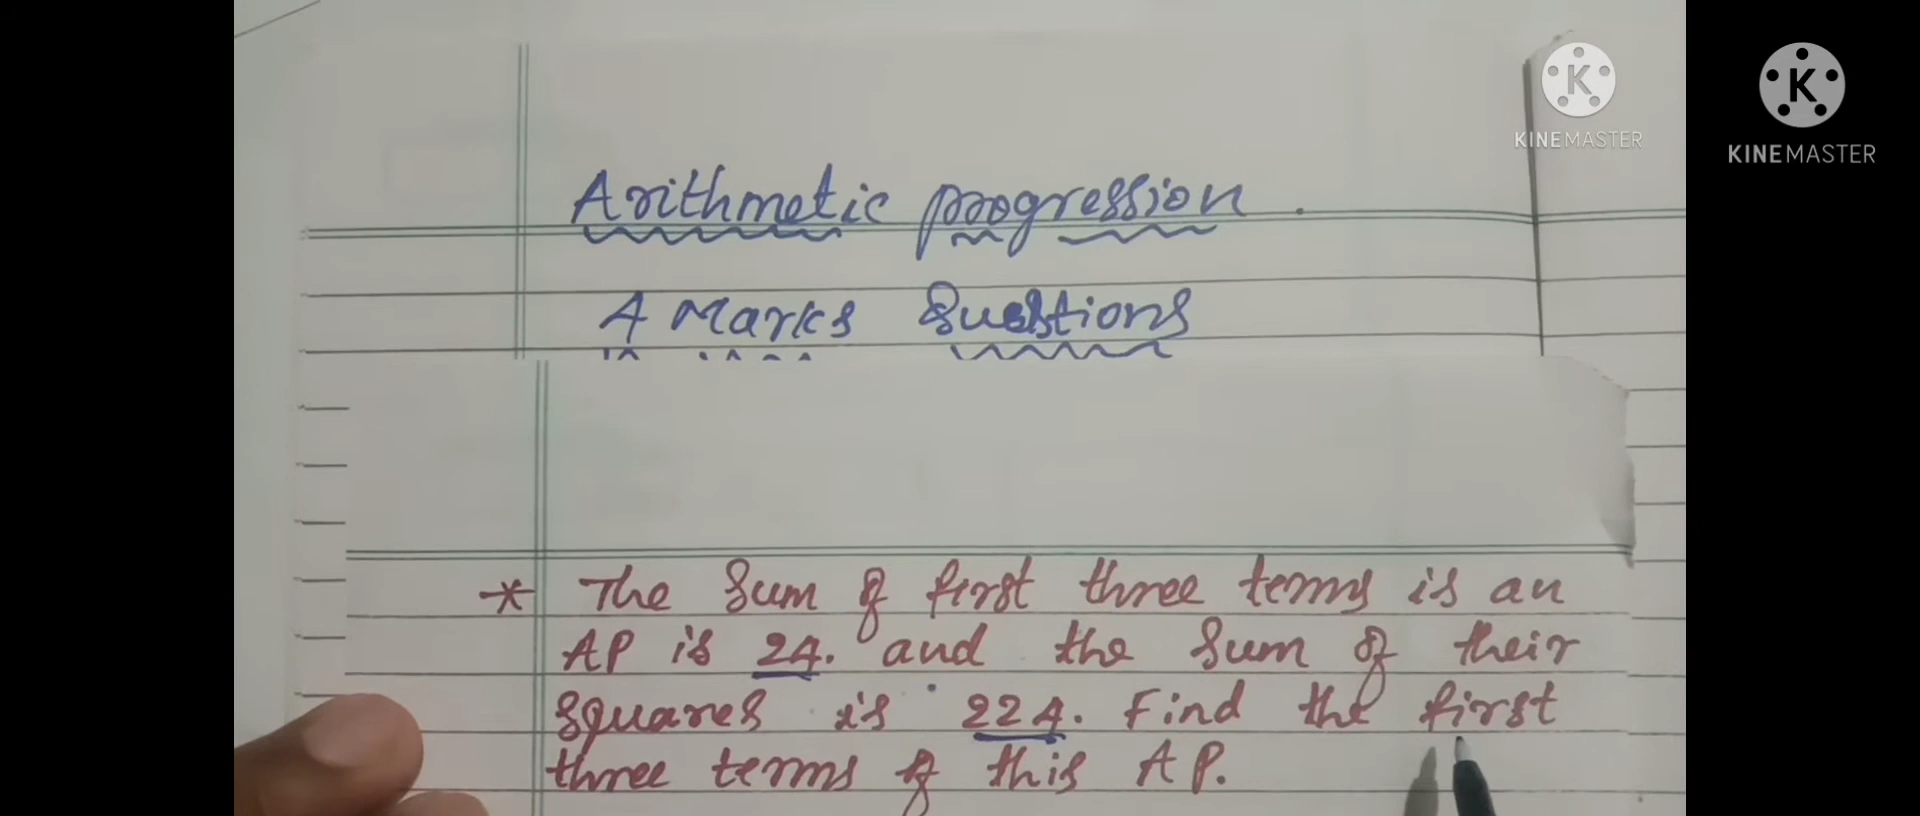 KINEMASTER
KINEMASTER
Arithmetic progression.
4 Marks Questions
* The Sum of first three terms is an
AP is 24. and the Sum of their
squares is 224. Find the first
three terms of this AP.